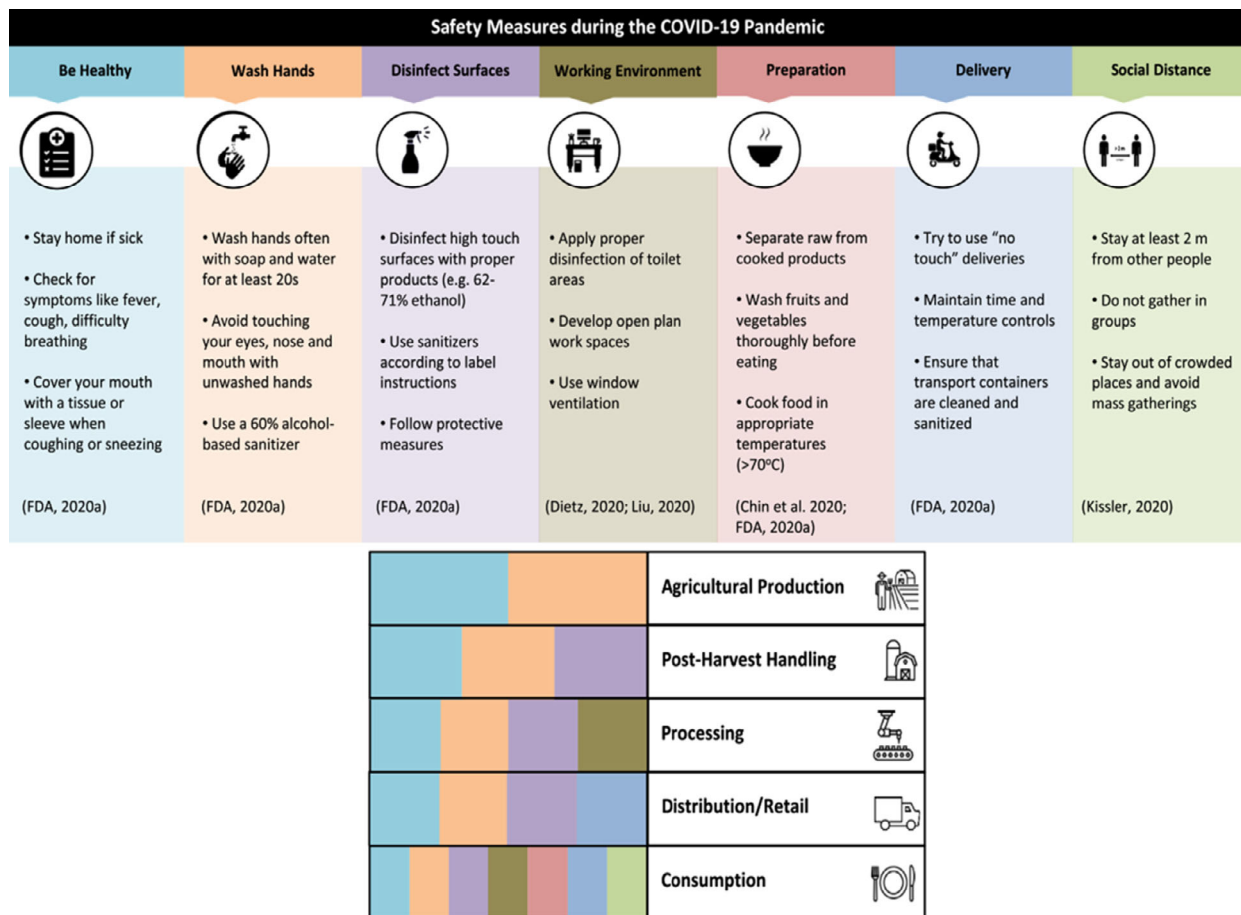 Safety Measures during the COVID-19 Pandemic
Be Healthy
Wash Hands
Disinfect Surfaces
Working Environment
Preparation
Delivery
Social Distance
• Stay home if sick
• Check for
symptoms like fever,
cough, difficulty
breathing
• Cover your mouth
with a tissue or
sleeve when
coughing or sneezing
(FDA, 2020a)
• Wash hands often
with soap and water
for at least 20s
• Avoid touching
your eyes, nose and
mouth with
unwashed hands
• Use a 60% alcohol-
based sanitizer
(FDA, 2020a)
• Disinfect high touch
surfaces with proper
products (e.g. 62-
71% ethanol)
• Use sanitizers
according to label
instructions
• Follow protective
measures
(FDA, 2020a)
• Apply proper
disinfection of toilet
areas
• Develop open plan
work spaces
• Use window
ventilation
(Dietz, 2020; Liu, 2020)
• Separate raw from
cooked products
• Wash fruits and
vegetables
thoroughly before
eating
• Cook food in
appropriate
temperatures
(>70°C)
(Chin et al. 2020;
FDA, 2020a)
• Try to use “no
touch” deliveries
• Maintain time and
temperature controls
• Ensure that
transport containers
are cleaned and
sanitized
(FDA, 2020a)
• Stay at least 2 m
from other people
• Do not gather in
groups
• Stay out of crowded
places and avoid
mass gatherings
(Kissler, 2020)
Agricultural Production
Post-Harvest Handling
Processing
Distribution/Retail
Consumption